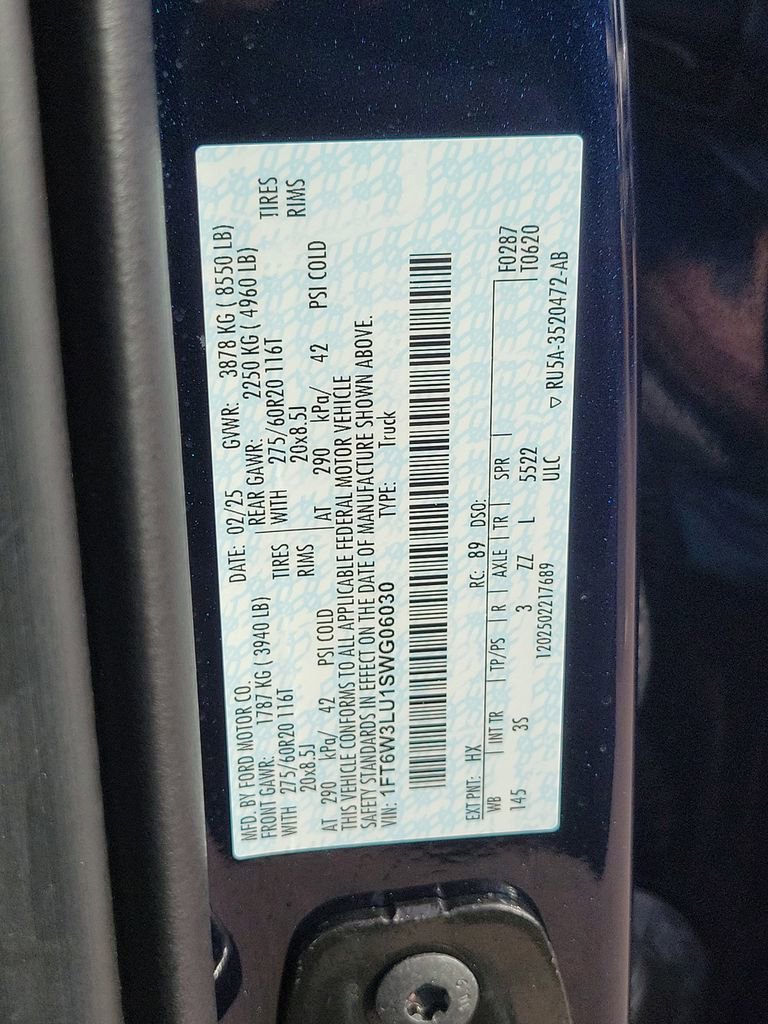 MFD. BY FORD MOTOR CO. DATE: 02/25 GVWR: 3878 KG ( 8550 LB)
FRONT GAWR: 1787 KG ( 3940 LB) REAR GAWR: 2250 KG ( 4960 LB)
WITH 275/60R20 116T TIRES WITH 275/60R20 116T TIRES
20x8.5J RIMS 20x8.5J RIMS
AT 290 kPa/ 42 PSI COLD AT 290 kPa/ 42 PSI COLD
THIS VEHICLE CONFORMS TO ALL APPLICABLE FEDERAL MOTOR VEHICLE
SAFETY STANDARDS IN EFFECT ON THE DATE OF MANUFACTURE SHOWN ABOVE.
VIN: 1FT6W3LU1SWG06030 TYPE: Truck
EXT PNT: HX RC: 89 DSO:
WB INT TR TP/PS R AXLE TR SPR F0287
145 3S 3 ZZ L 5522 T0620
ULC
1202502217689 ▽ RU5A-3520472-AB